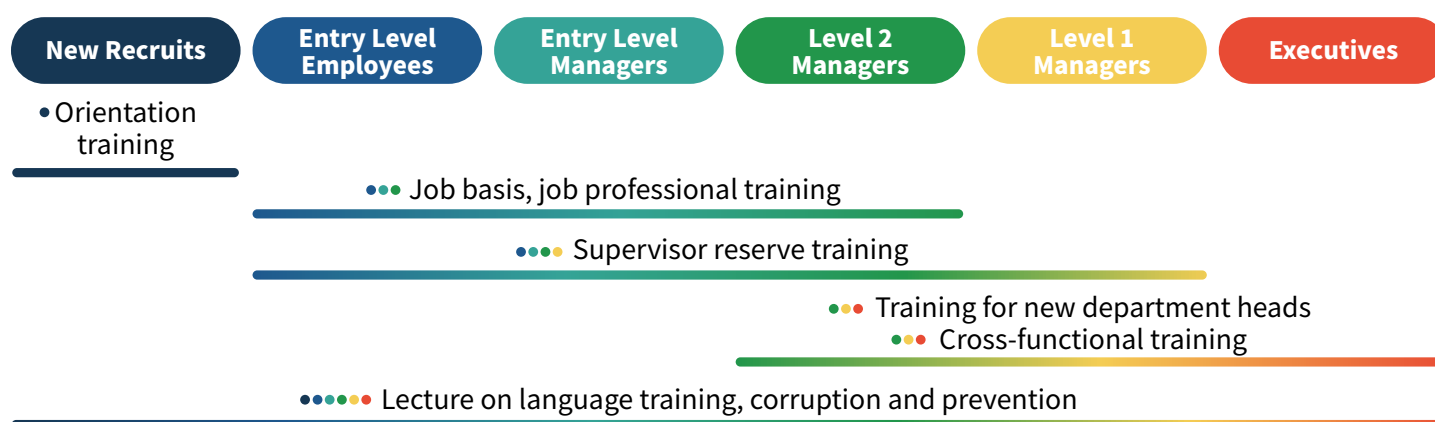 New Recruits
Entry Level
Employees
Entry Level
Managers
Level 2
Managers
Level 1
Managers
Executives
•Orientation
training
••• Job basis, job professional training
•••• Supervisor reserve training
••• Training for new department heads
••• Cross-functional training
•••••• Lecture on language training, corruption and prevention